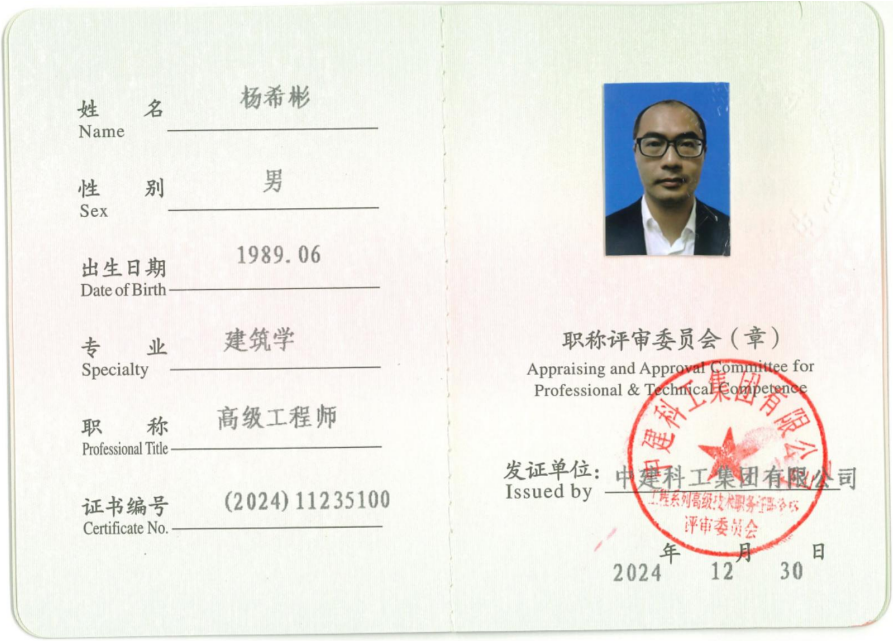 姓 名 杨希彬
Name
性 别 男
Sex
出生日期 1989.06
Date of Birth
专 业 建筑学
Specialty
职 称 高级工程师
Professional Title
证书编号 (2024)11235100
Certificate No.
职称评审委员会（章）
Appraising and Approval Committee for
Professional & Technical Competence
中建科工集团有限公司
评审委员会
发证单位：中建科工集团有限公司
Issued by
年 月 日
2024 12 30